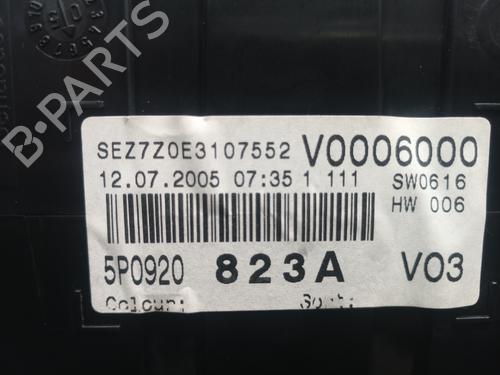 SEZ7Z0E3107552 V0006000
12.07.2005 07:35 1 111 SW0616
HW 006
5P0920 823A V03
Colour: Sort:
B-PARTS